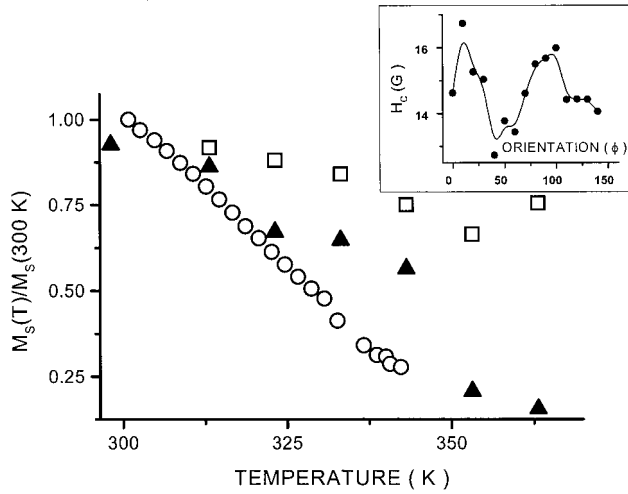 16
14
H_C (G)
ORIENTATION (ϕ)
0 50 100 150
1.00
0.75
0.50
0.25
M_S(T)/M_S(300 K)
300 325 350
TEMPERATURE ( K )